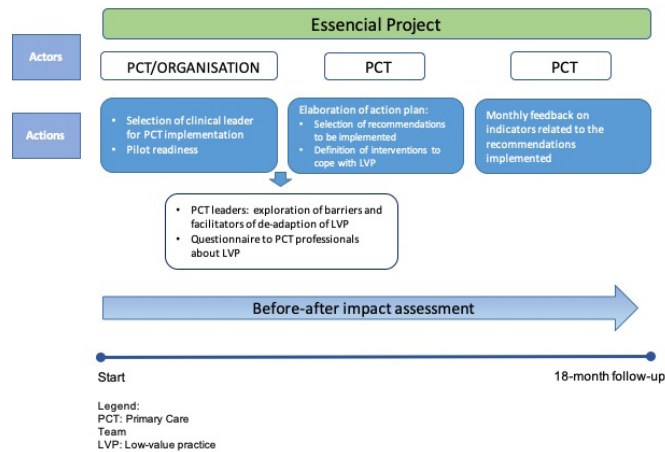 Essencial Project
Actors
PCT/ORGANISATION
PCT
PCT
Actions
• Selection of clinical leader
for PCT implementation
• Pilot readiness
Elaboration of action plan:
• Selection of recommendations
to be implemented
• Definition of interventions to
cope with LVP
Monthly feedback on
indicators related to the
recommendations
implemented
• PCT leaders: exploration of barriers and
facilitators of de-adaption of LVP
• Questionnaire to PCT professionals
about LVP
Before-after impact assessment
Start
18-month follow-up
Legend:
PCT: Primary Care
Team
LVP: Low-value practice